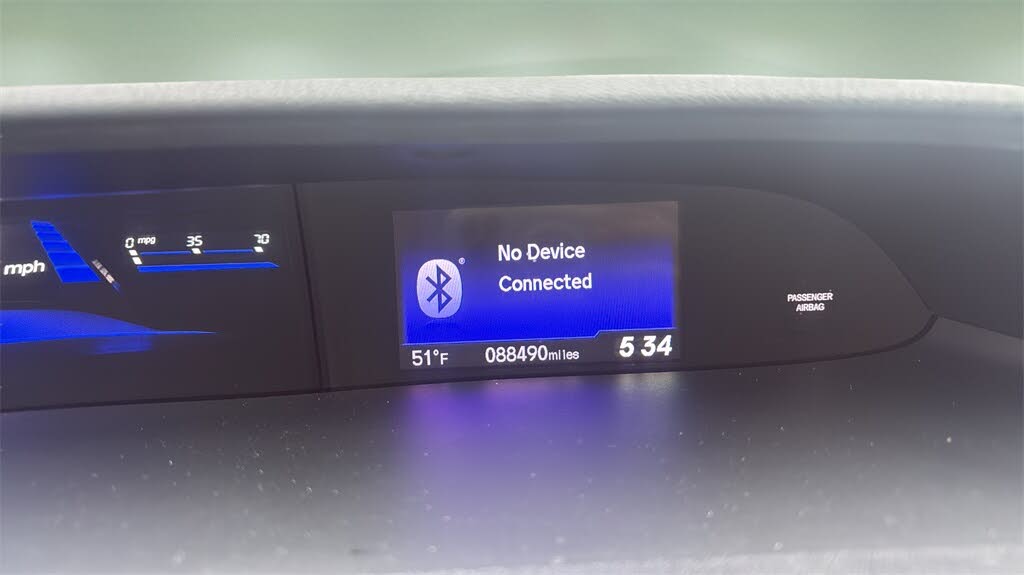 mph
0 mpg 35 70
No Device
Connected
51°F 088490miles 5 34
PASSENGER
AIRBAG